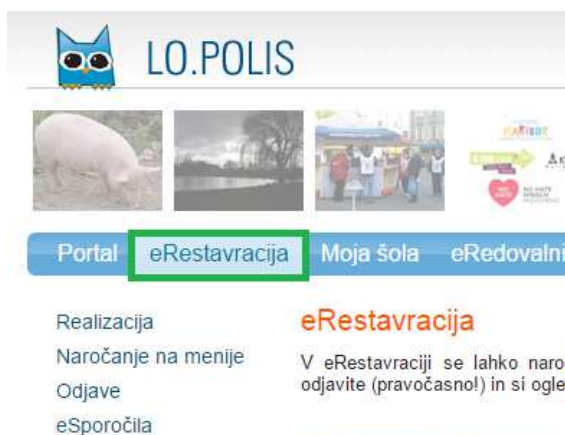 LO.POLIS
MARIBOR
Portal eRestavracija Moja šola eRedovalni
Realizacija
Naročanje na menije
Odjave
eSporočila
eRestavracija
V eRestavraciji se lahko naro
odjavite (pravočasno!) in si ogle